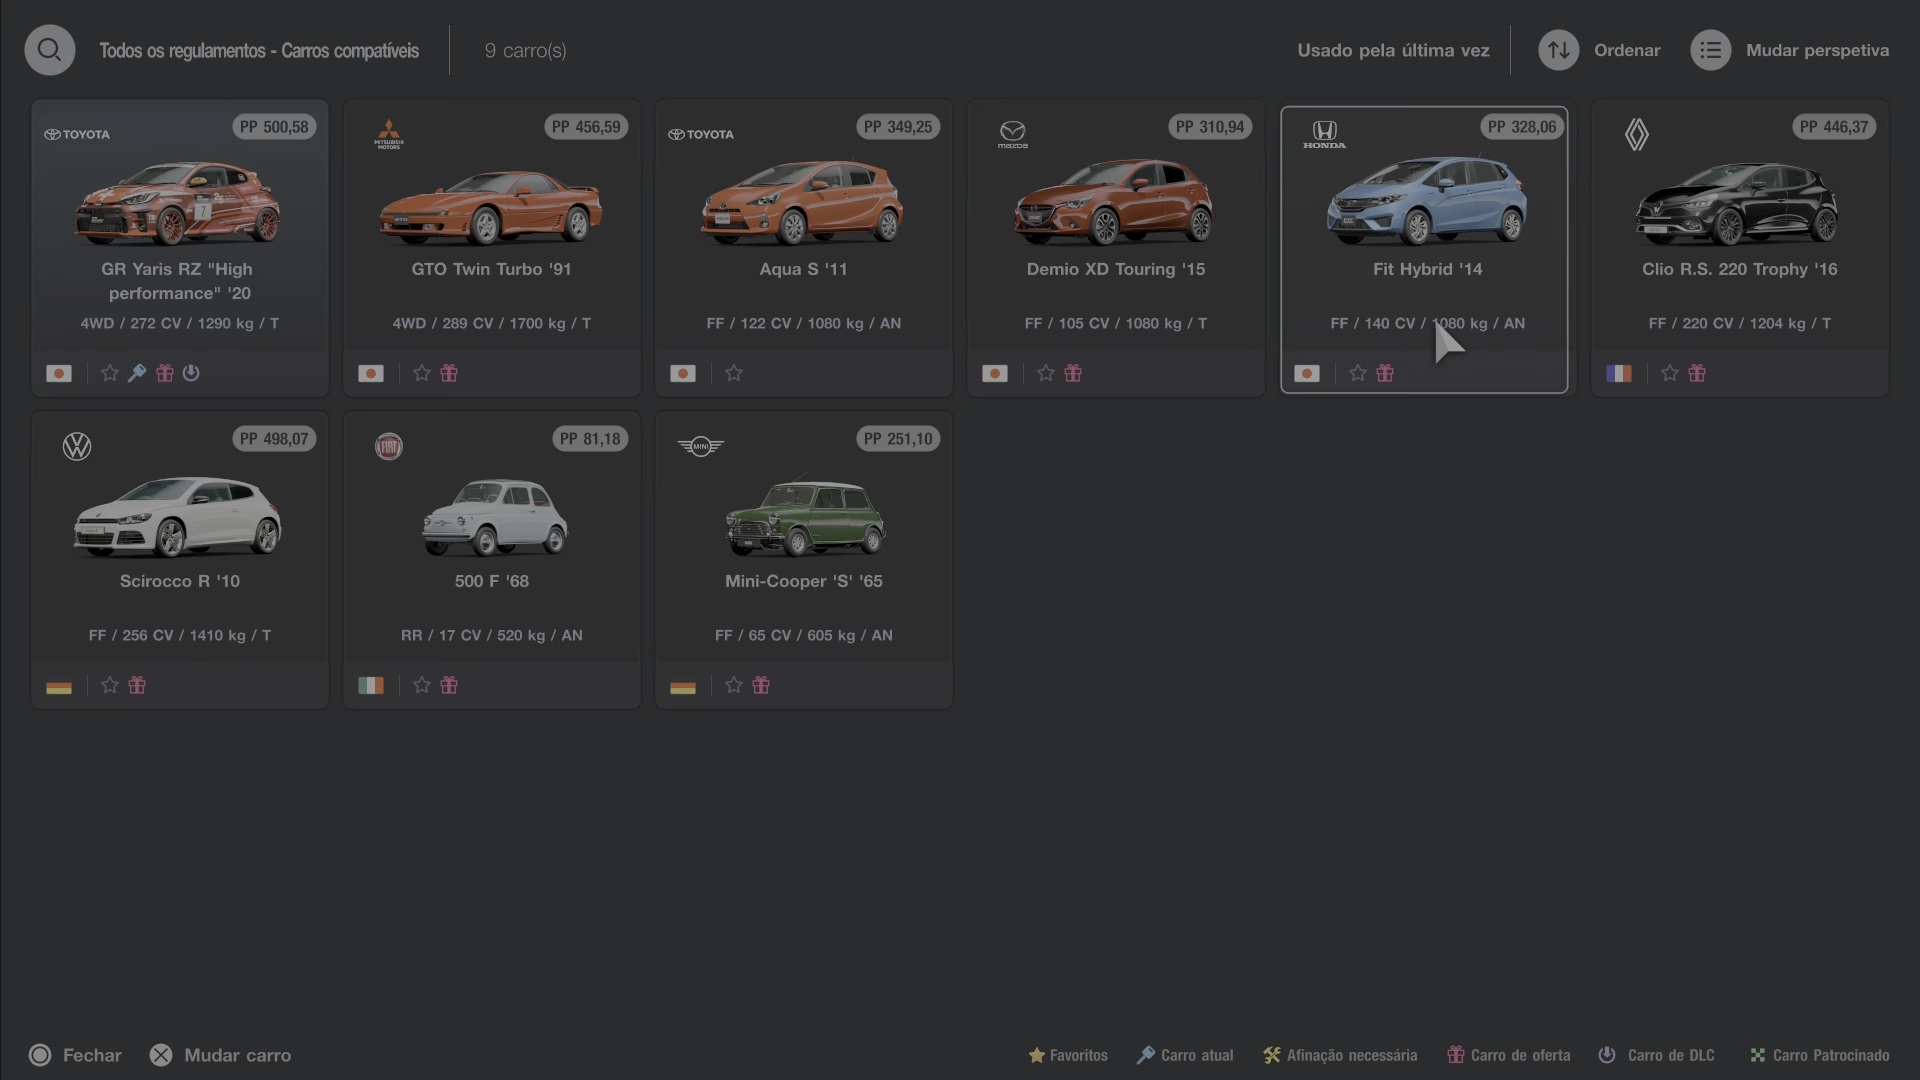 Todos os regulamentos - Carros compatíveis
9 carro(s)
Usado pela última vez
Ordenar
Mudar perspetiva
TOYOTA
PP 500,58
GR Yaris RZ "High
performance" '20
4WD / 272 CV / 1290 kg / T
MITSUBISHI
MOTORS
PP 456,59
GTO Twin Turbo '91
4WD / 289 CV / 1700 kg / T
TOYOTA
PP 349,25
Aqua S '11
FF / 122 CV / 1080 kg / AN
mazda
PP 310,94
Demio XD Touring '15
FF / 105 CV / 1080 kg / T
HONDA
PP 328,06
Fit Hybrid '14
FF / 140 CV / 1080 kg / AN
PP 446,37
Clio R.S. 220 Trophy '16
FF / 220 CV / 1204 kg / T
PP 498,07
Scirocco R '10
FF / 256 CV / 1410 kg / T
FIAT
PP 81,18
500 F '68
RR / 17 CV / 520 kg / AN
MINI
PP 251,10
Mini-Cooper 'S' '65
FF / 65 CV / 605 kg / AN
Fechar
Mudar carro
Favoritos
Carro atual
Afinação necessária
Carro de oferta
Carro de DLC
Carro Patrocinado